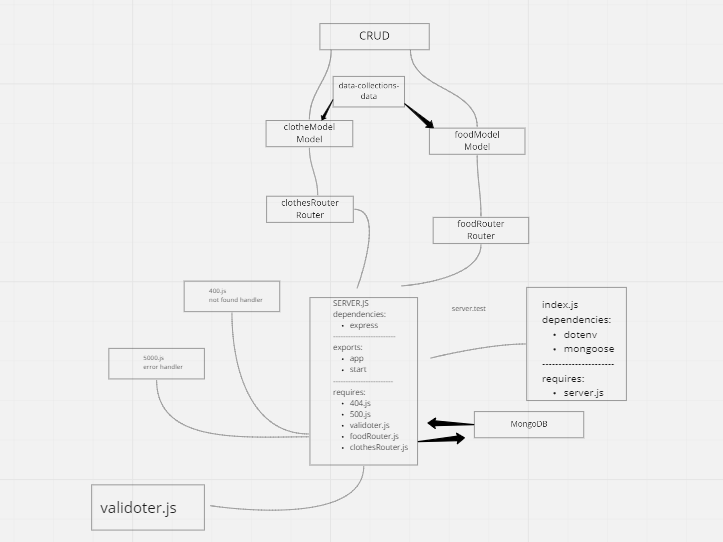 CRUD
data-collections-
data
clotheModel
Model
foodModel
Model
clothesRouter
Router
foodRouter
Router
400.js
not found handler
5000.js
error handler
SERVER.JS
dependencies:
• express
--------------------------
exports:
• app
• start
-------------------------
requires:
• 404.js
• 500.js
• validoter.js
• foodRouter.js
• clothesRouter.js
server.test
index.js
dependencies:
• dotenv
• mongoose
----------------------
requires:
• server.js
MongoDB
validoter.js